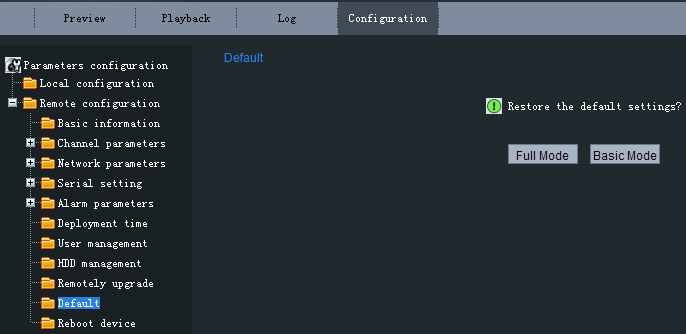 Preview Playback Log Configuration
Default
Parameters configuration
Local configuration
Remote configuration
Basic information
Channel parameters
Network parameters
Serial setting
Alarm parameters
Deployment time
User management
HDD management
Remotely upgrade
Default
Reboot device
Restore the default settings?
Full Mode Basic Mode